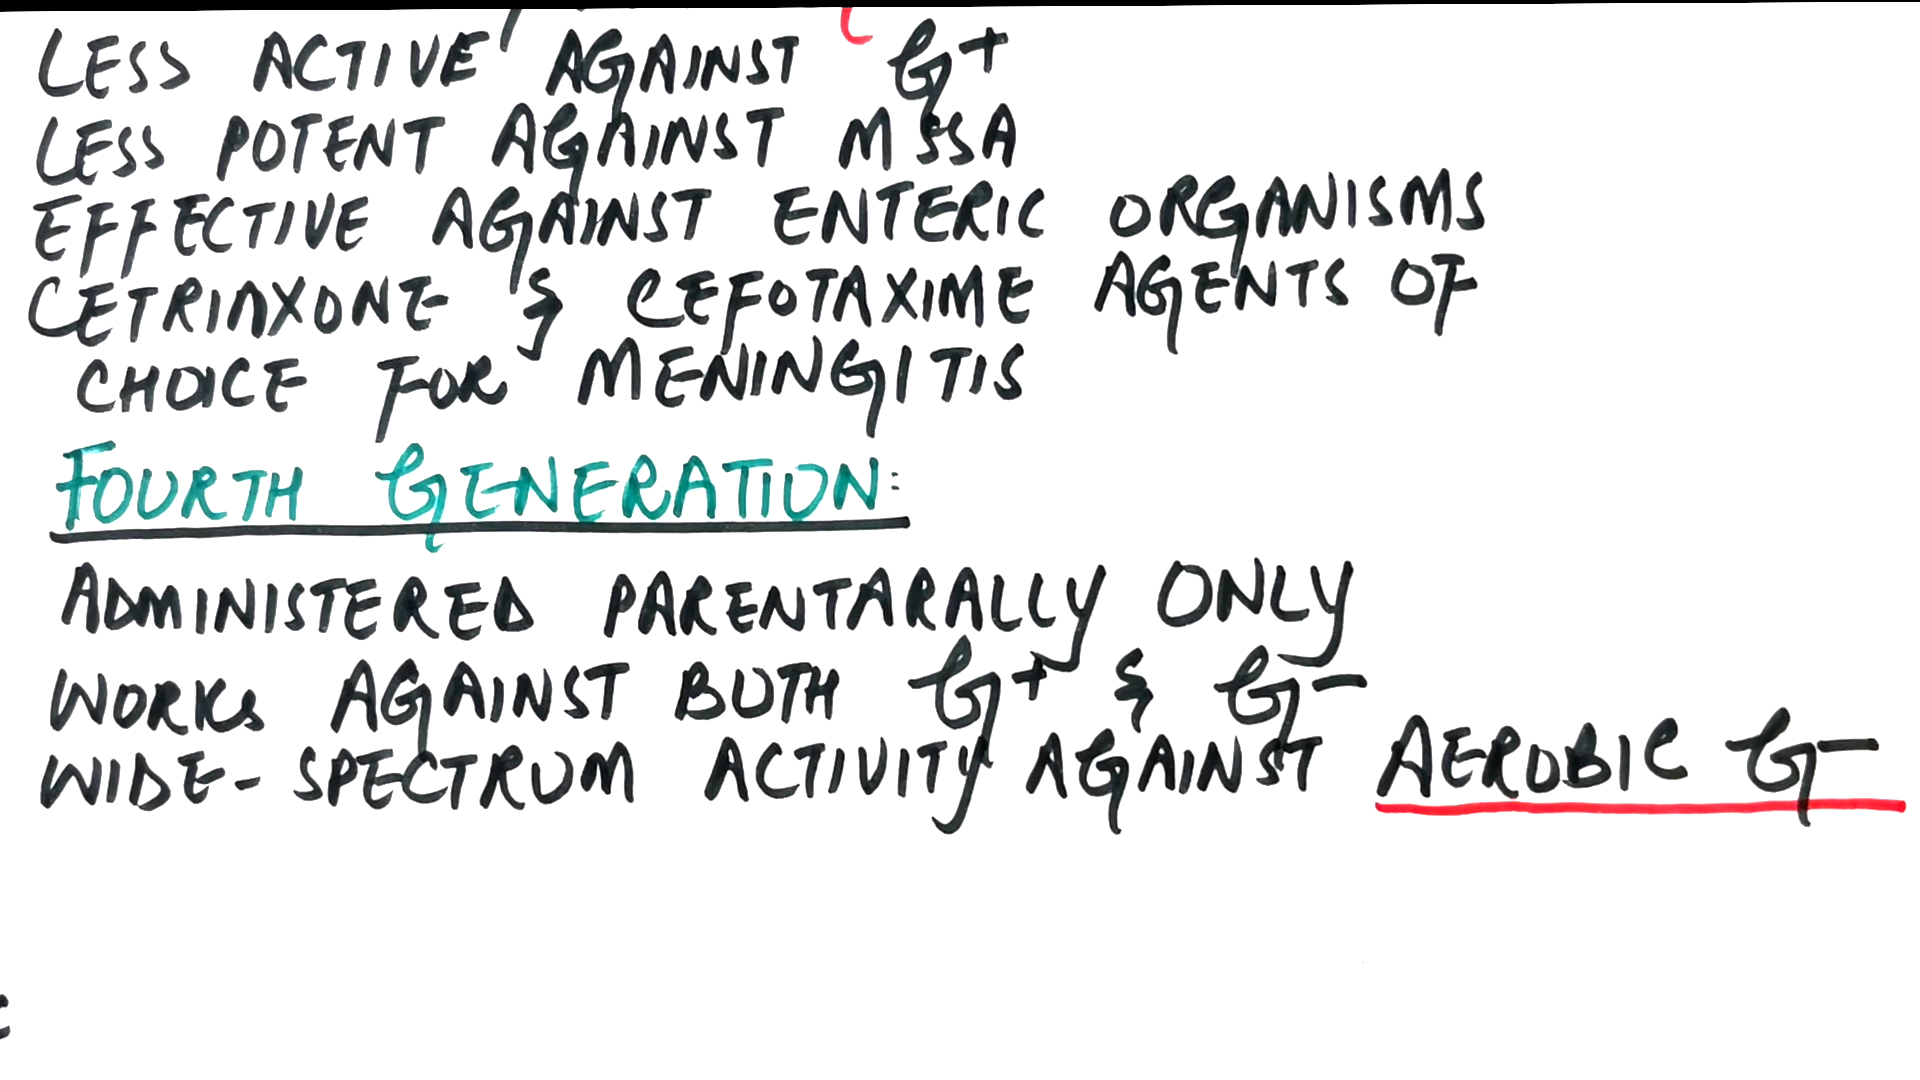 LESS ACTIVE AGAINST G+
LESS POTENT AGAINST MSSA
EFFECTIVE AGAINST ENTERIC ORGANISMS
CETRIAXONE & CEFOTAXIME AGENTS OF
CHOICE FOR MENINGITIS
FOURTH GENERATION:
ADMINISTERED PARENTARALLY ONLY
WORKS AGAINST BOTH G+ & G-
WIDE-SPECTRUM ACTIVITY AGAINST AEROBIC G-